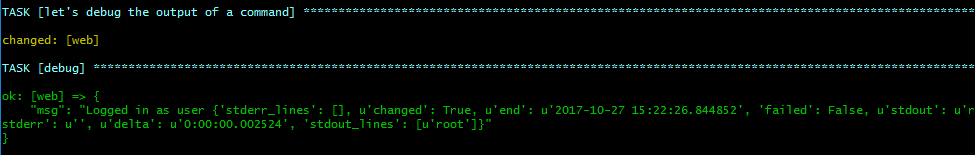 TASK [let's debug the output of a command] ************************************************************************************************
changed: [web]
TASK [debug] ******************************************************************************************************************************
ok: [web] => {
"msg": "Logged in as user {'stderr_lines': [], u'changed': True, u'end': u'2017-10-27 15:22:26.844852', 'failed': False, u'stdout': u'r
stderr': u'', u'delta': u'0:00:00.002524', 'stdout_lines': [u'root']}"
}